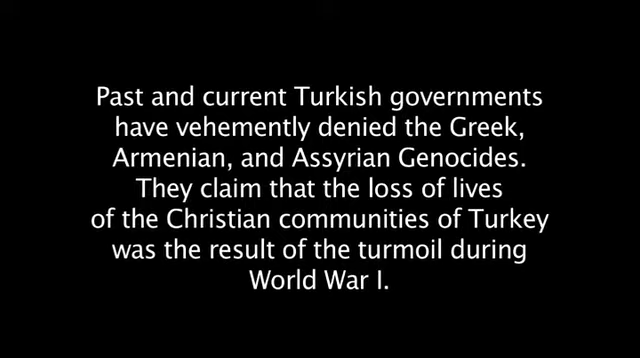 Past and current Turkish governments
have vehemently denied the Greek,
Armenian, and Assyrian Genocides.
They claim that the loss of lives
of the Christian communities of Turkey
was the result of the turmoil during
World War I.